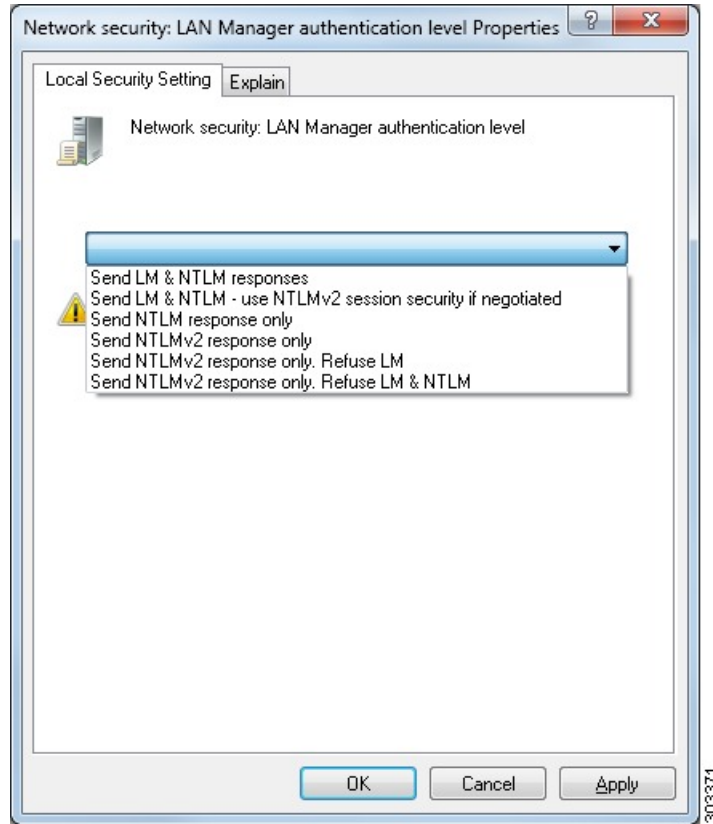 Network security: LAN Manager authentication level Properties
Local Security Setting
Explain
Network security: LAN Manager authentication level
Send LM & NTLM responses
Send LM & NTLM - use NTLMv2 session security if negotiated
Send NTLM response only
Send NTLMv2 response only
Send NTLMv2 response only. Refuse LM
Send NTLMv2 response only. Refuse LM & NTLM
OK
Cancel
Apply
303371